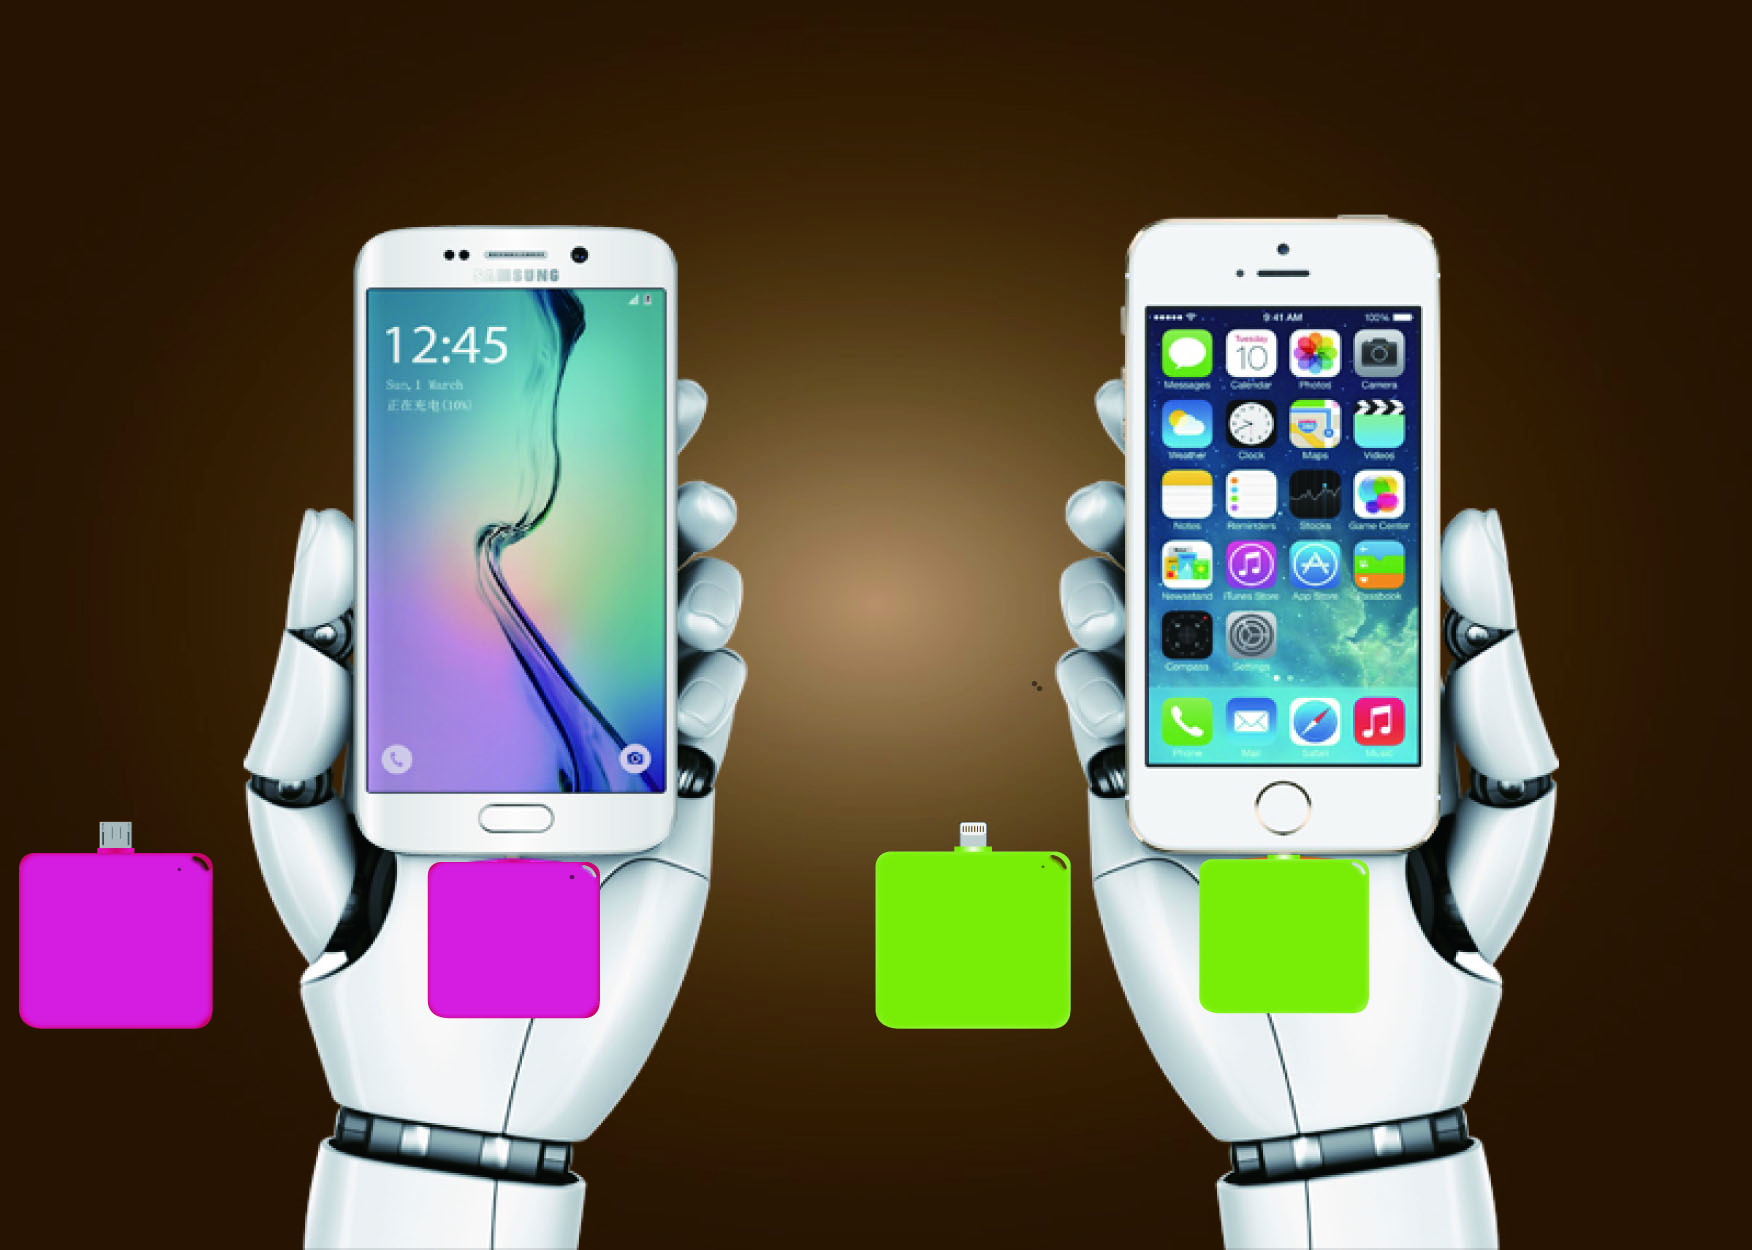 SAMSUNG
12:45
Sun, 1 March
正在充电(10%)
9:41 AM
100%
Tuesday
10
Messages
Calendar
Photos
Camera
Weather
Clock
Maps
Videos
Notes
Reminders
Stocks
Game Center
Newsstand
iTunes Store
App Store
Passbook
Compass
Settings
Phone
Mail
Safari
Music